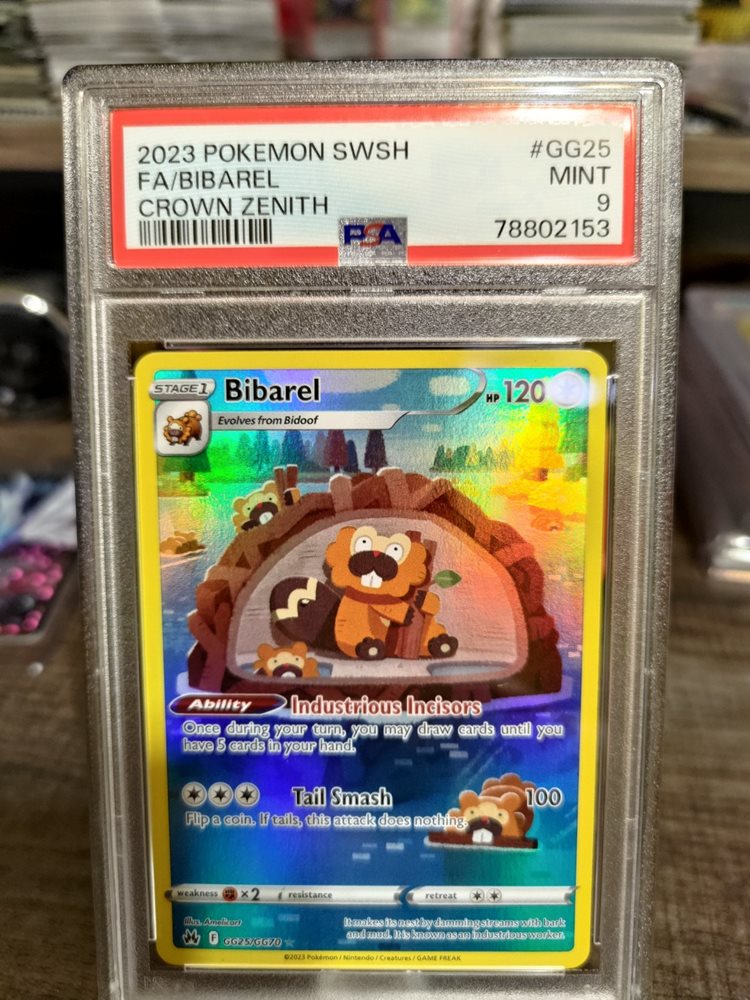 2023 POKEMON SWSH #GG25
FA/BIBAREL MINT
CROWN ZENITH 9
PSA 78802153
STAGE 1 Bibarel HP 120
Evolves from Bidoof
Ability Industrious Incisors
Once during your turn, you may draw cards until you
have 5 cards in your hand.
Tail Smash 100
Flip a coin. If tails, this attack does nothing.
weakness ×2 resistance retreat
Illus. Amelicart
It makes its nest by damming streams with bark
and mud. It is known as an industrious worker.
F GG25/GG70
©2023 Pokémon / Nintendo / Creatures / GAME FREAK